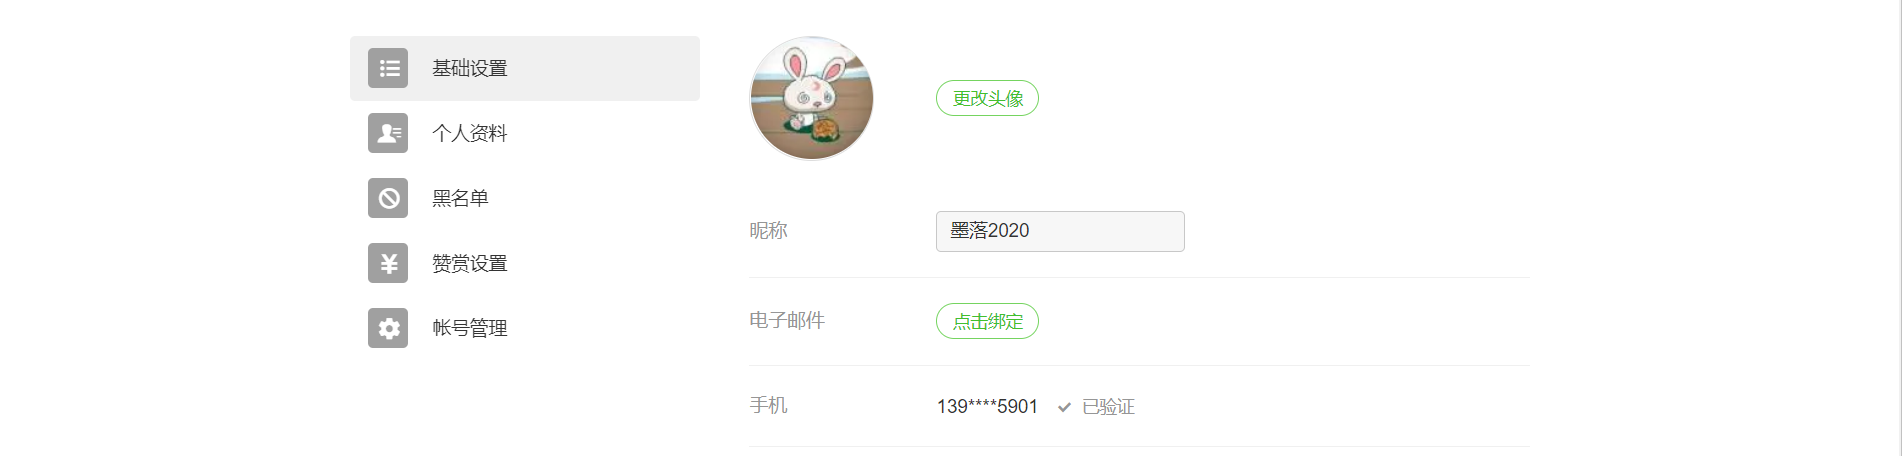 基础设置
个人资料
黑名单
赞赏设置
帐号管理
更改头像
昵称
墨落2020
电子邮件
点击绑定
手机
139****5901 已验证